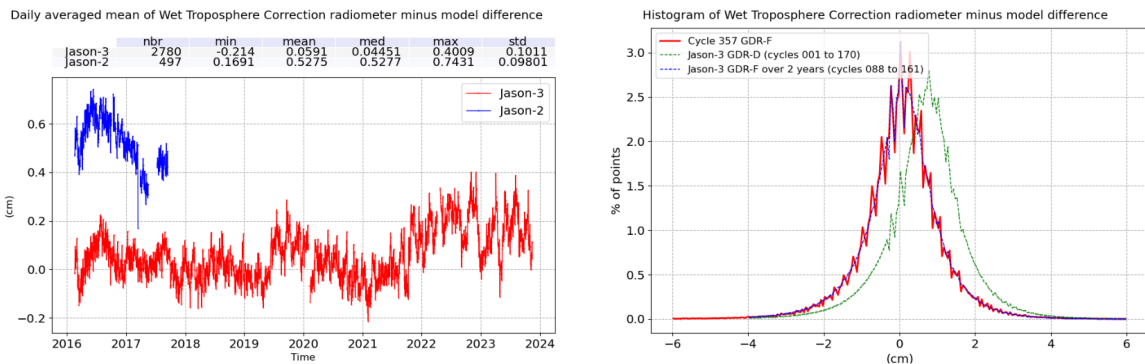 Daily averaged mean of Wet Troposphere Correction radiometer minus model difference
nbr min mean med max std
Jason-3 2780 -0.214 0.0591 0.04451 0.4009 0.1011
Jason-2 497 0.1691 0.5275 0.5277 0.7431 0.09801
Jason-3
Jason-2
0.6
0.4
0.2
0.0
−0.2
(cm)
2016 2017 2018 2019 2020 2021 2022 2023 2024
Time
Histogram of Wet Troposphere Correction radiometer minus model difference
Cycle 357 GDR-F
Jason-3 GDR-D (cycles 001 to 170)
Jason-3 GDR-F over 2 years (cycles 088 to 161)
3.0
2.5
2.0
1.5
1.0
0.5
0.0
% of points
−6 −4 −2 0 2 4 6
(cm)